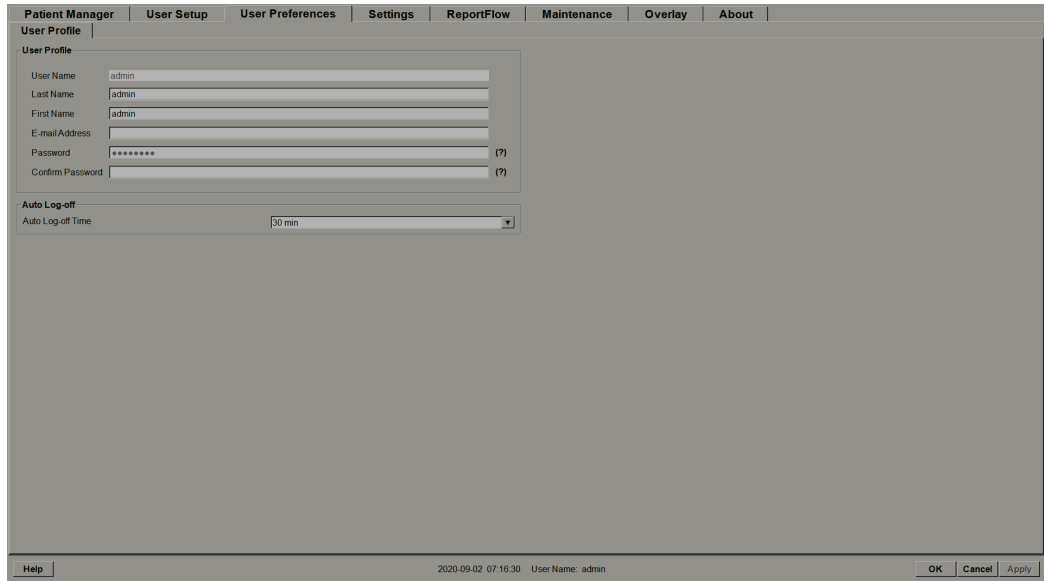 Patient Manager User Setup User Preferences Settings ReportFlow Maintenance Overlay About
User Profile
User Profile
User Name admin
Last Name admin
First Name admin
E-mail Address
Password ●●●●●●●● (?)
Confirm Password (?)
Auto Log-off
Auto Log-off Time 30 min
Help 2020-09-02 07:16:30 User Name: admin OK Cancel Apply